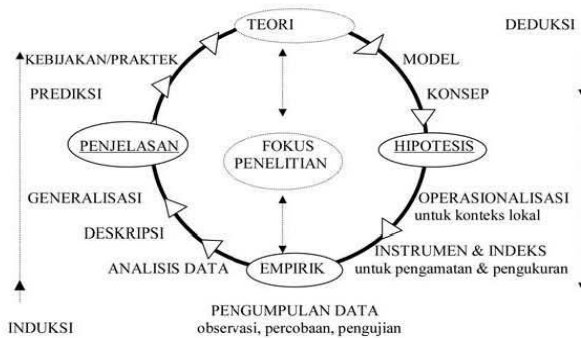 TEORI
DEDUKSI
KEBIJAKAN/PRAKTEK
MODEL
PREDIKSI
KONSEP
PENJELASAN
FOKUS
PENELITIAN
HIPOTESIS
GENERALISASI
OPERASIONALISASI
untuk konteks lokal
DESKRIPSI
INSTRUMEN & INDEKS
untuk pengamatan & pengukuran
ANALISIS DATA
EMPIRIK
PENGUMPULAN DATA
observasi, percobaan, pengujian
INDUKSI